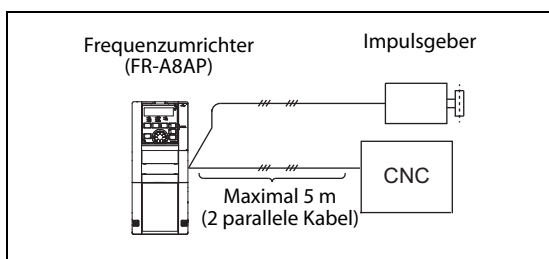 Frequenzumrichter
(FR-A8AP)
Impulsgeber
CNC
Maximal 5 m
(2 parallele Kabel)